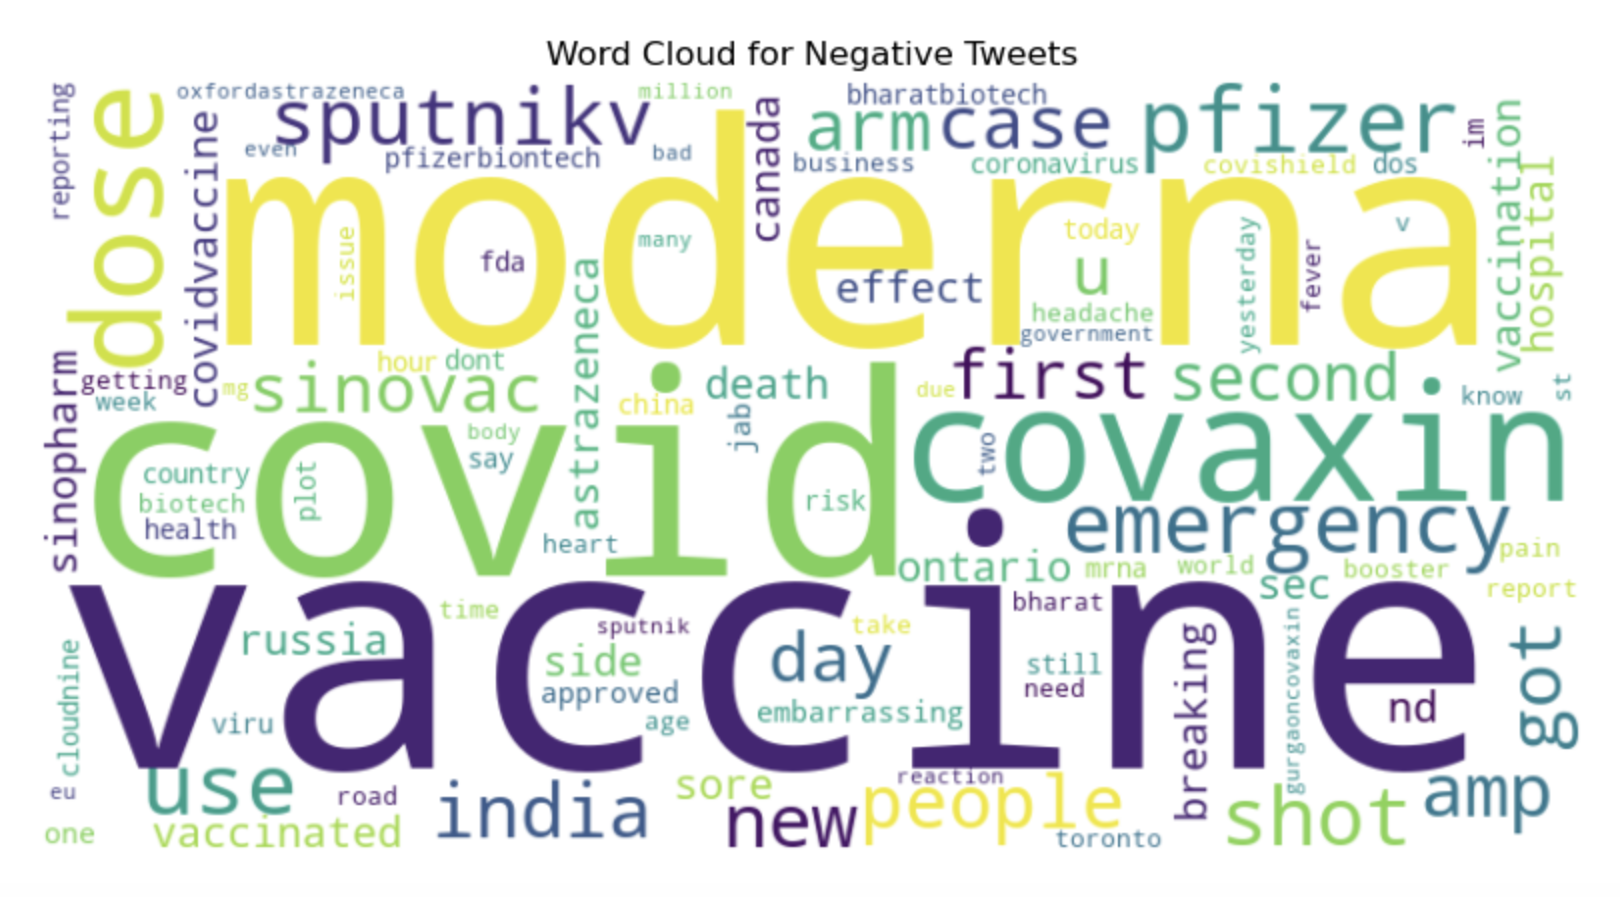 Word Cloud for Negative Tweets
reporting
dose
oxfordastrazeneca
sputnikv
even
pfizerbiontech
million
bad
canada
bharatbiotech
arm
case
business
coronavirus
pfizer
covishield
dos
im
vaccination
hospital
covidvaccine
moderna
issue
fda
many
effect
today
u
headache
government
yesterday
fever
v
astrazeneca
sinopharm
getting
week
mg
hour
dont
sinovac
china
death
jab
due
first
second
know
st
covid
body
say
country
biotech
health
plot
heart
risk
covaxin
two
emergency
ontario
mrna
world
sec
booster
pain
report
vaccine
time
russia
sputnik
side
approved
age
take
day
embarrassing
bharat
still
need
breaking
gurgaoncovaxin
nd
got
cloudnine
viru
eu
use
road
one
vaccinated
india
sore
new
reaction
people
toronto
shot
amp